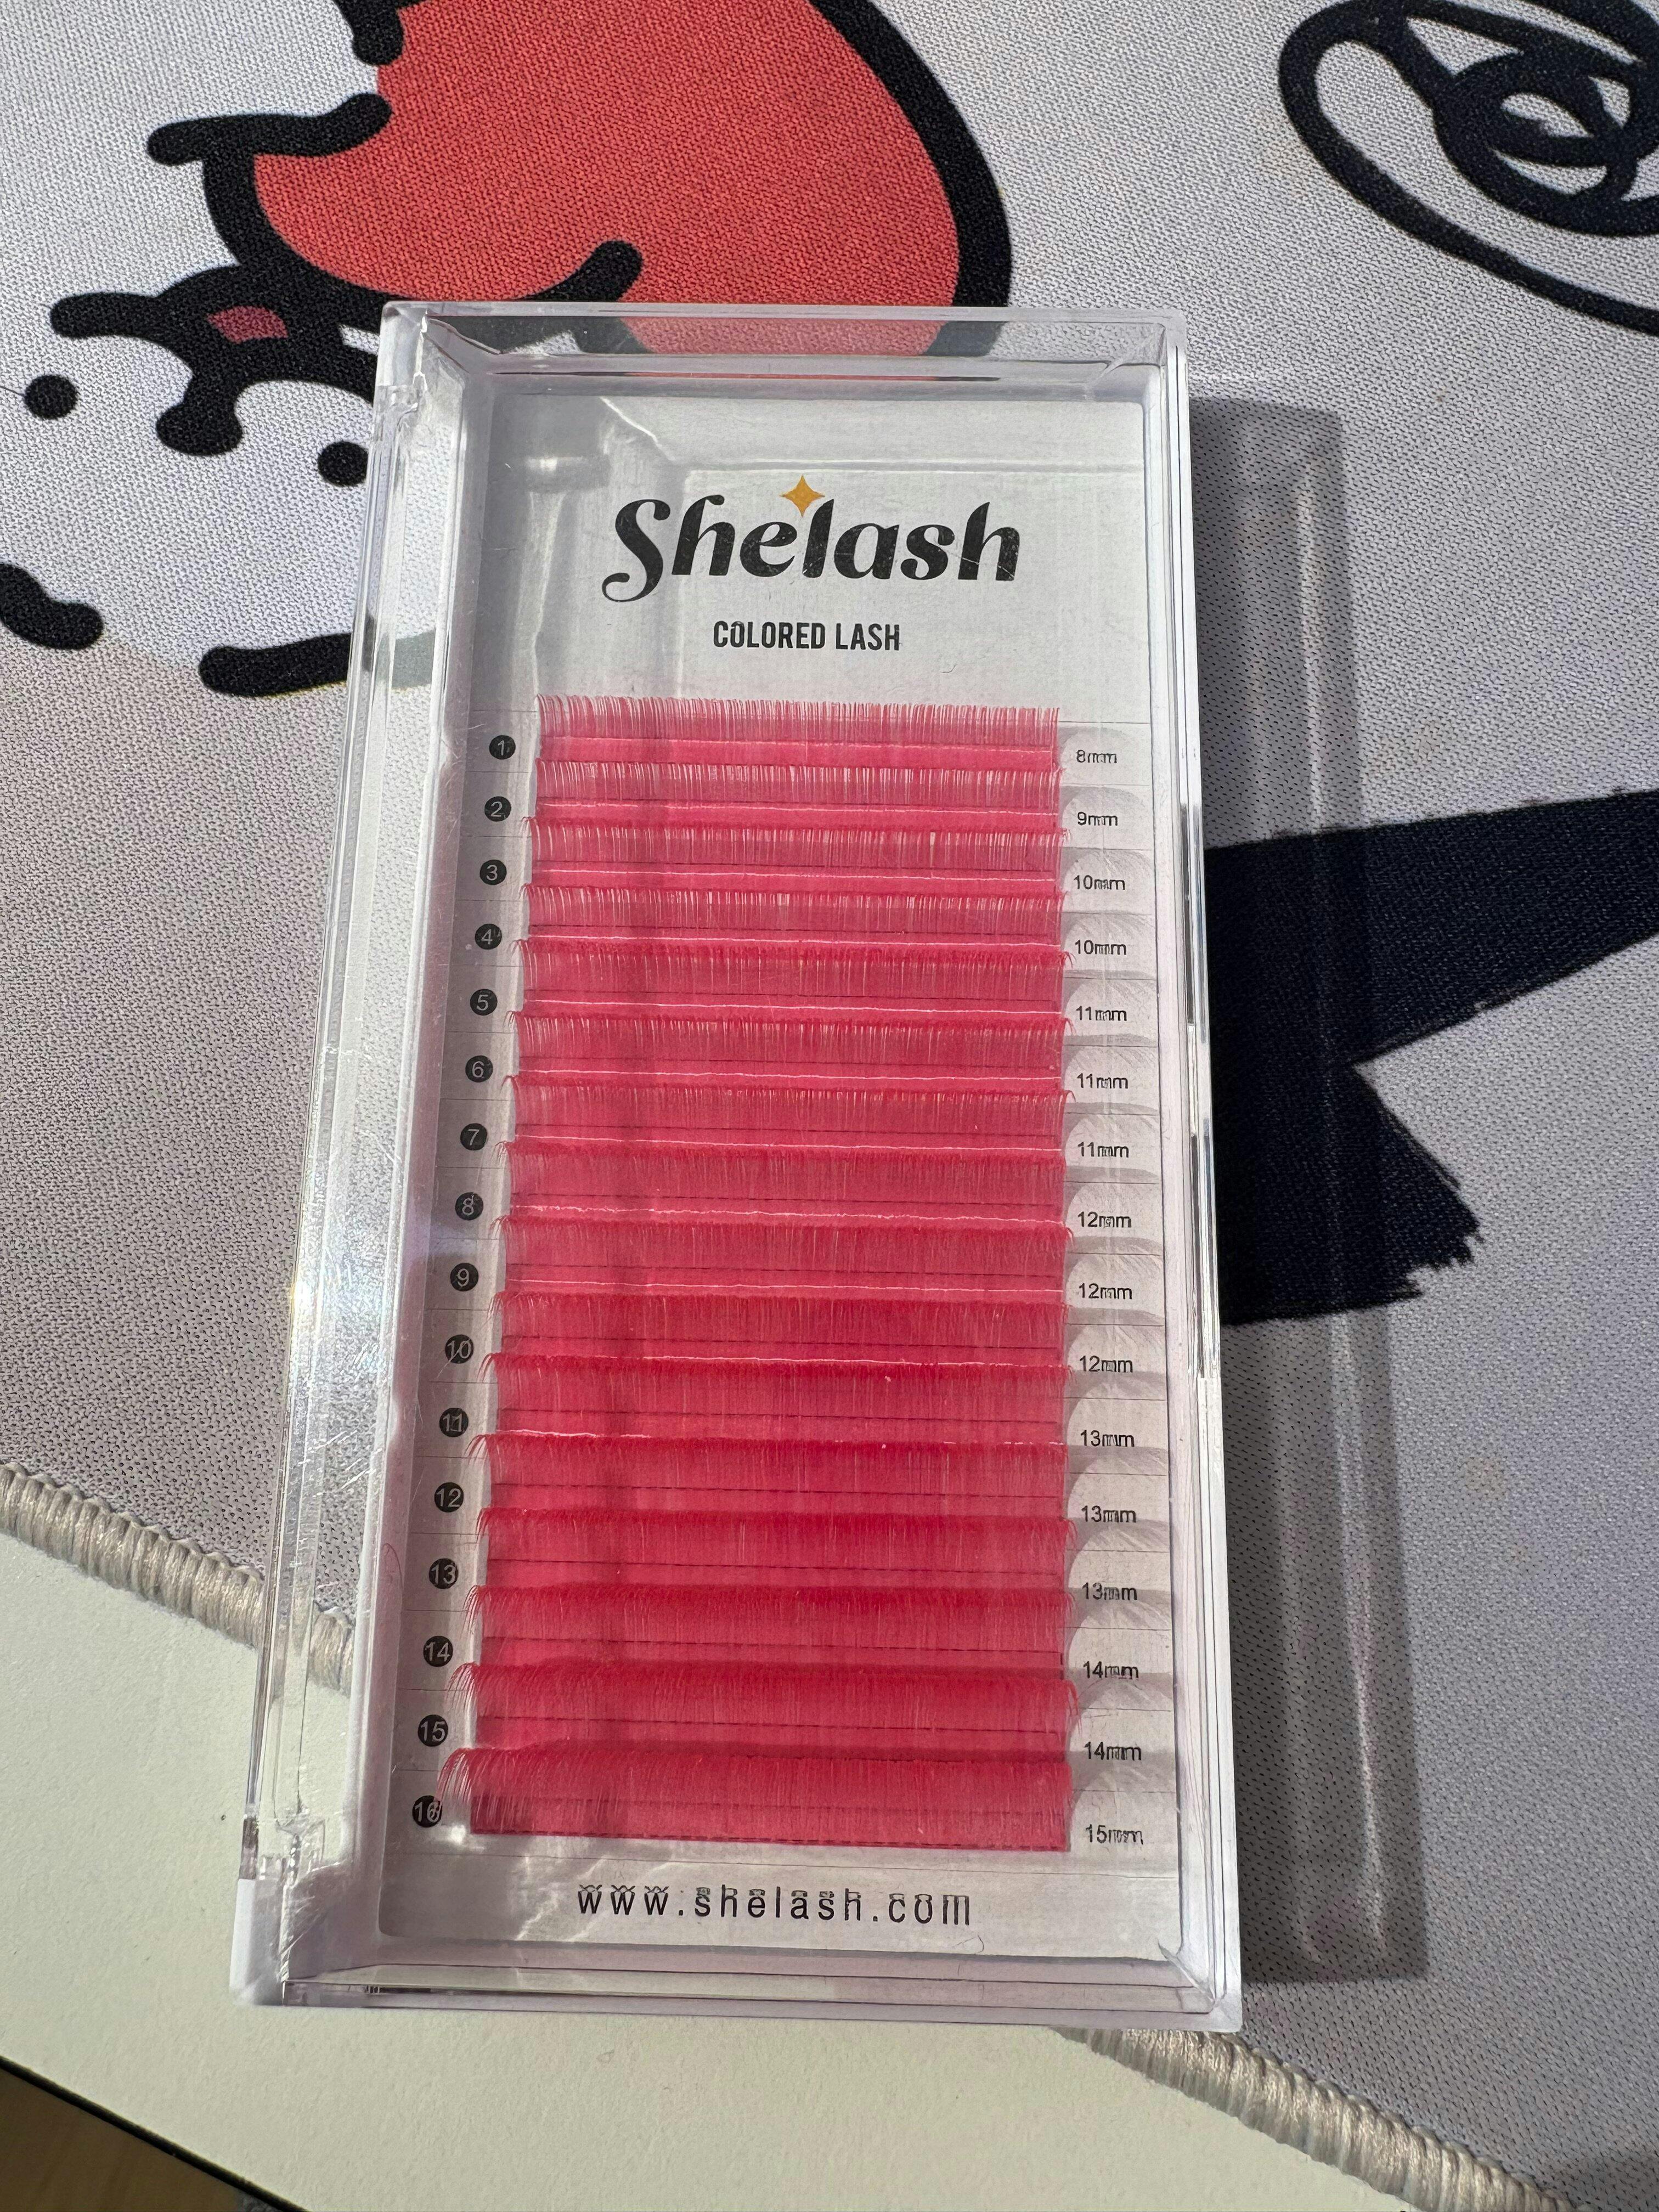 Shelash
COLORED LASH
1 8mm
2 9mm
3 10mm
4 10mm
5 11mm
6 11mm
7 11mm
8 12mm
9 12mm
10 12mm
11 13mm
12 13mm
13 13mm
14 14mm
15 14mm
16 15mm
www.shelash.com